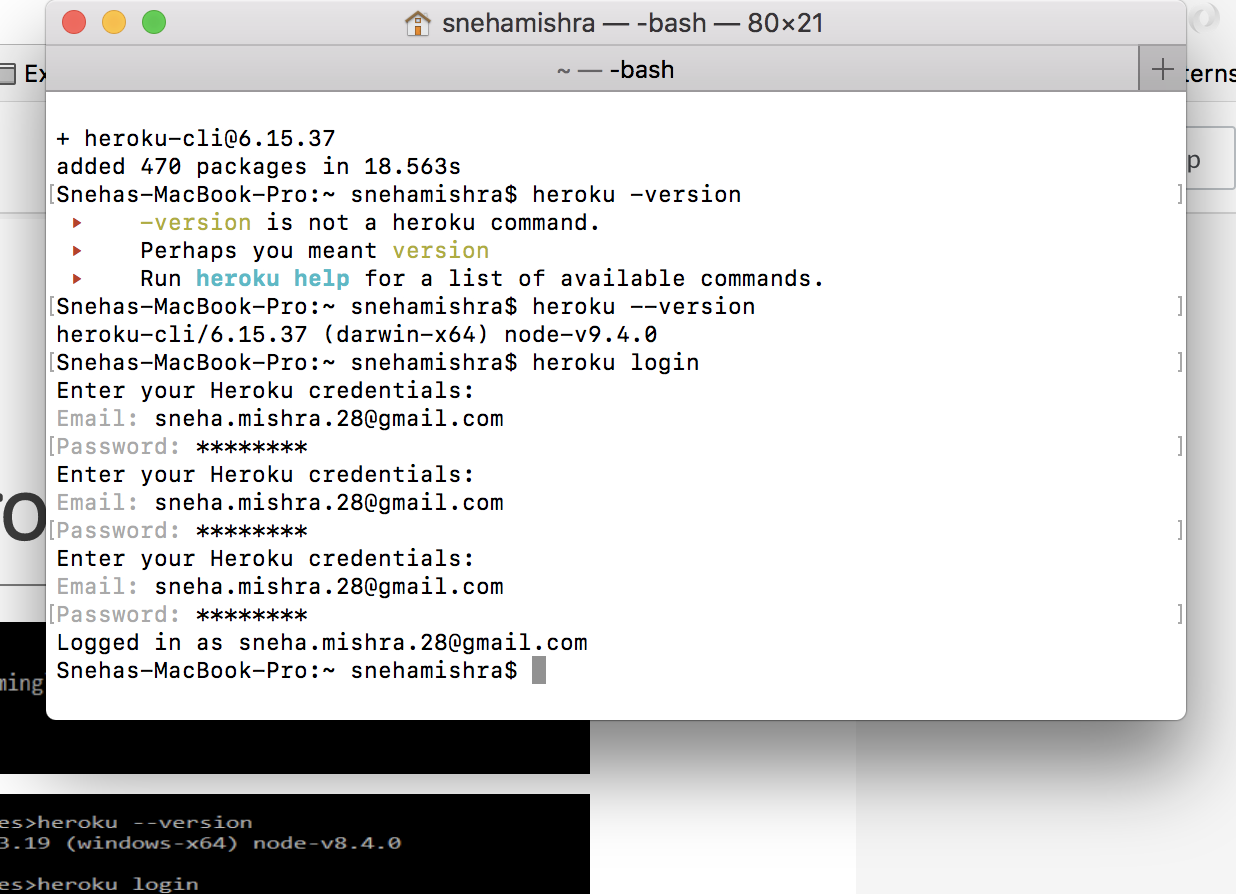 snehamishra — -bash — 80×21
~ — -bash
+ heroku-cli@6.15.37
added 470 packages in 18.563s
[Snehas-MacBook-Pro:~ snehamishra$ heroku -version ]
-version is not a heroku command.
Perhaps you meant version
Run heroku help for a list of available commands.
[Snehas-MacBook-Pro:~ snehamishra$ heroku --version ]
heroku-cli/6.15.37 (darwin-x64) node-v9.4.0
[Snehas-MacBook-Pro:~ snehamishra$ heroku login ]
Enter your Heroku credentials:
Email: sneha.mishra.28@gmail.com
[Password: ******** ]
Enter your Heroku credentials:
Email: sneha.mishra.28@gmail.com
[Password: ******** ]
Enter your Heroku credentials:
Email: sneha.mishra.28@gmail.com
[Password: ******** ]
Logged in as sneha.mishra.28@gmail.com
Snehas-MacBook-Pro:~ snehamishra$
es>heroku --version
3.19 (windows-x64) node-v8.4.0
es>heroku login